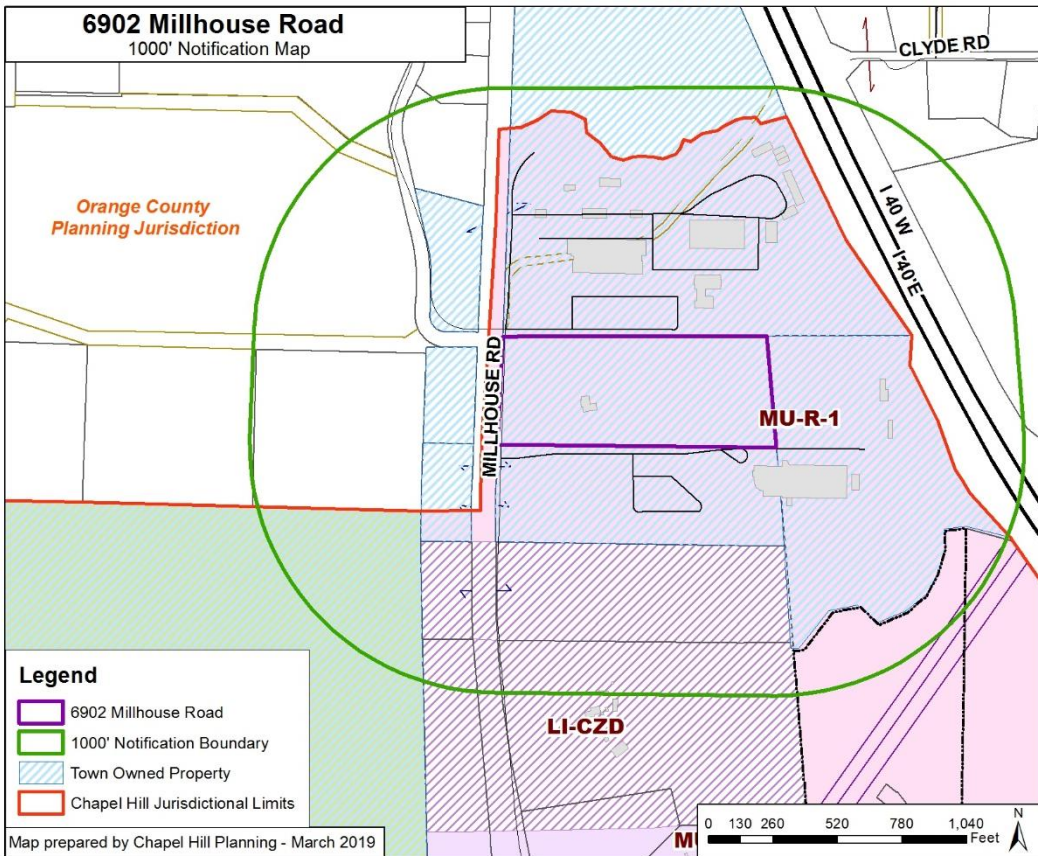 6902 Millhouse Road
1000' Notification Map
CLYDE RD
Orange County
Planning Jurisdiction
I 40 W
I 40 E
MILLHOUSE RD
MU-R-1
LI-CZD
Legend
6902 Millhouse Road
1000' Notification Boundary
Town Owned Property
Chapel Hill Jurisdictional Limits
Map prepared by Chapel Hill Planning - March 2019
0 130 260 520 780 1,040
Feet
N